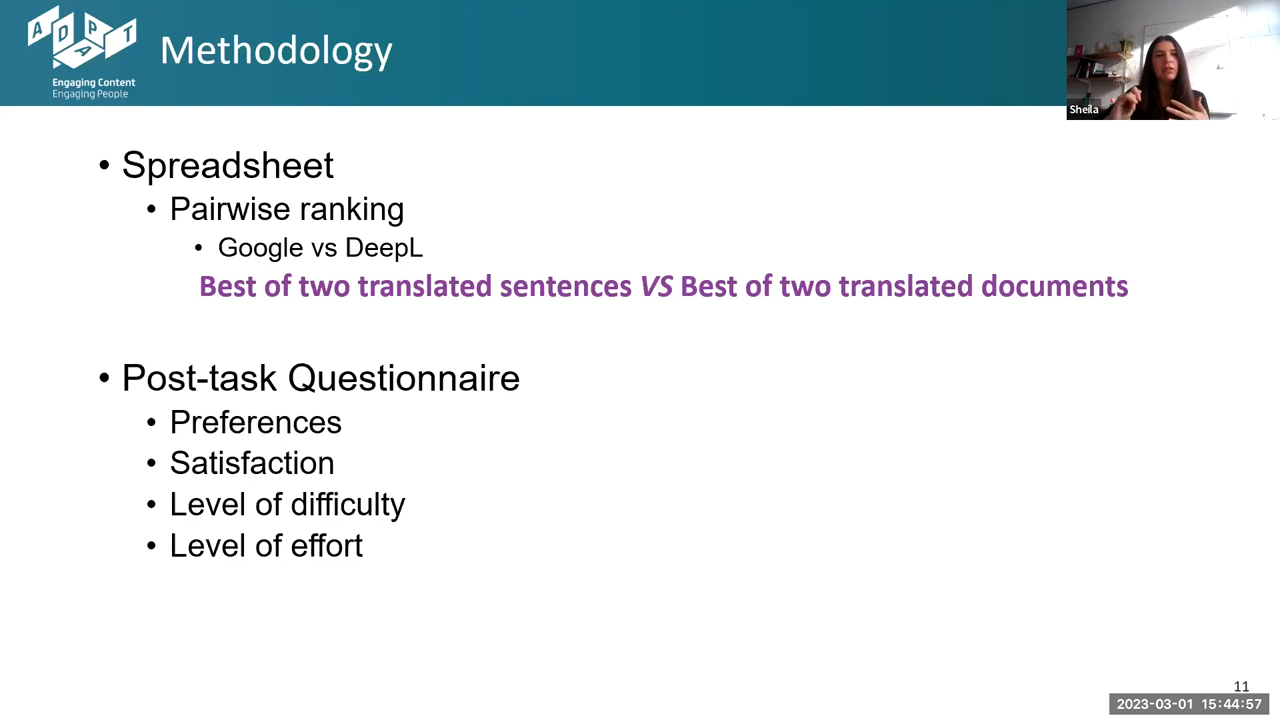 ADAPT
Engaging Content
Engaging People
Methodology
Sheila
• Spreadsheet
• Pairwise ranking
• Google vs DeepL
Best of two translated sentences VS Best of two translated documents
• Post-task Questionnaire
• Preferences
• Satisfaction
• Level of difficulty
• Level of effort
11
2023-03-01 15:44:57